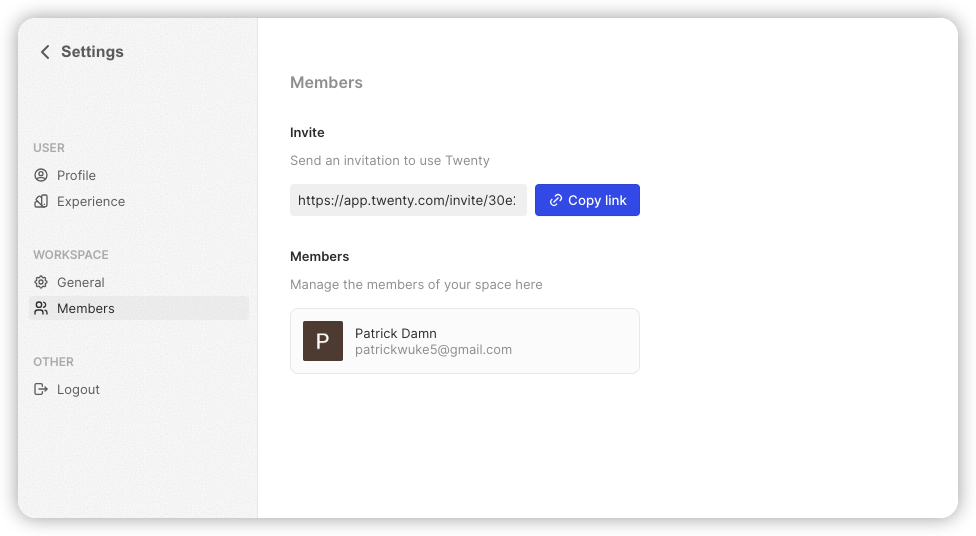 Settings
USER
Profile
Experience
WORKSPACE
General
Members
OTHER
Logout
Members
Invite
Send an invitation to use Twenty
https://app.twenty.com/invite/30e
Copy link
Members
Manage the members of your space here
P
Patrick Damn
patrickwuke5@gmail.com